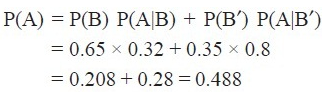 P(A) = P(B) P(A|B) + P(B′) P(A|B′)
= 0.65 × 0.32 + 0.35 × 0.8
= 0.208 + 0.28 = 0.488